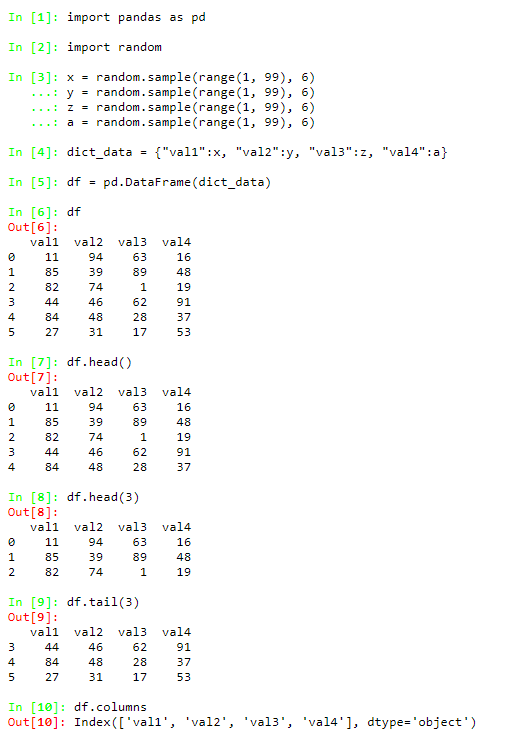 In [1]: import pandas as pd
In [2]: import random
In [3]: x = random.sample(range(1, 99), 6)
   ...: y = random.sample(range(1, 99), 6)
   ...: z = random.sample(range(1, 99), 6)
   ...: a = random.sample(range(1, 99), 6)
In [4]: dict_data = {"val1":x, "val2":y, "val3":z, "val4":a}
In [5]: df = pd.DataFrame(dict_data)
In [6]: df
Out[6]:
   val1  val2  val3  val4
0    11    94    63    16
1    85    39    89    48
2    82    74     1    19
3    44    46    62    91
4    84    48    28    37
5    27    31    17    53
In [7]: df.head()
Out[7]:
   val1  val2  val3  val4
0    11    94    63    16
1    85    39    89    48
2    82    74     1    19
3    44    46    62    91
4    84    48    28    37
In [8]: df.head(3)
Out[8]:
   val1  val2  val3  val4
0    11    94    63    16
1    85    39    89    48
2    82    74     1    19
In [9]: df.tail(3)
Out[9]:
   val1  val2  val3  val4
3    44    46    62    91
4    84    48    28    37
5    27    31    17    53
In [10]: df.columns
Out[10]: Index(['val1', 'val2', 'val3', 'val4'], dtype='object')